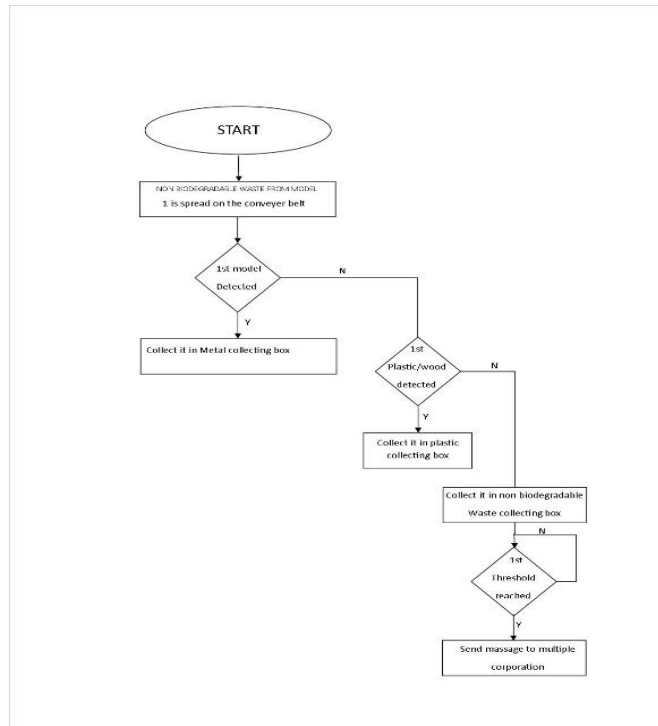 START
NON BIODEGRADABLE WASTE FROM MODEL
1 is spread on the conveyer belt
1st model
Detected
N
Y
Collect it in Metal collecting box
1st
Plastic/wood
detected
N
Y
Collect it in plastic
collecting box
Collect it in non biodegradable
Waste collecting box
N
1st
Threshold
reached
Y
Send massage to multiple
corporation